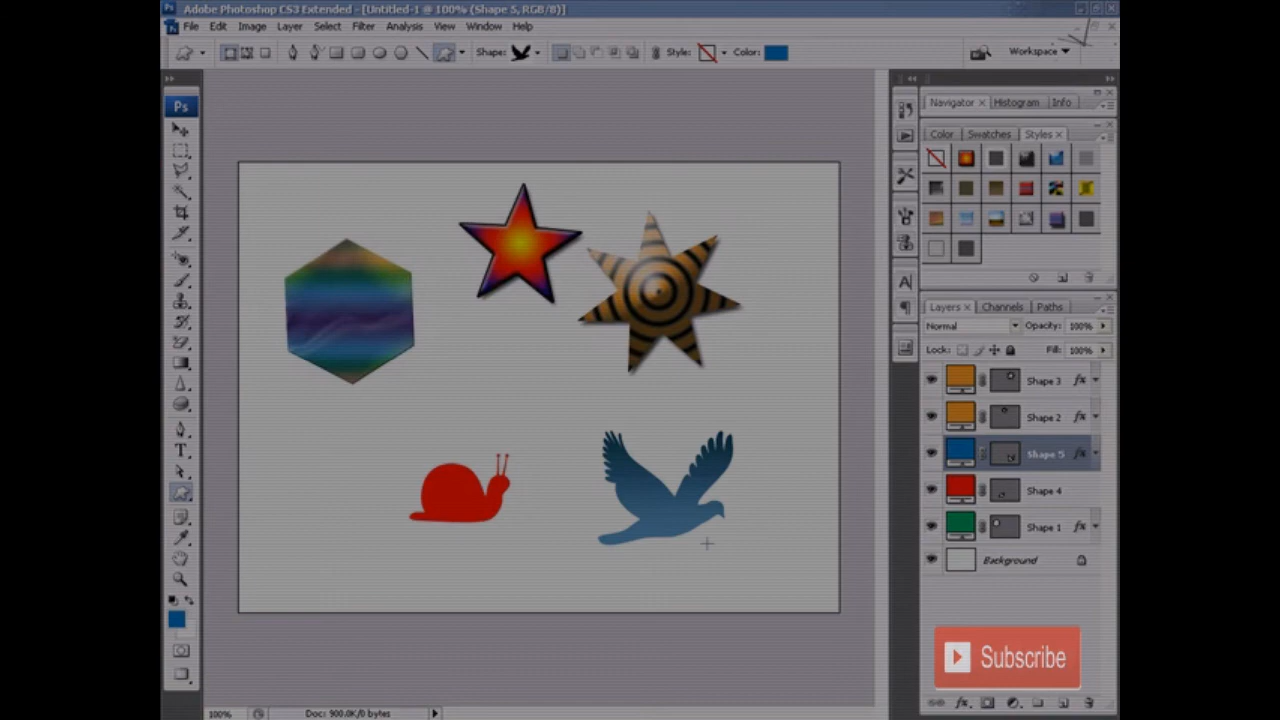 Adobe Photoshop CS3 Extended - [Untitled-1 @ 100% (Shape 5, RGB/8)]
File Edit Image Layer Select Filter Analysis View Window Help
Shape: Style: Color: Workspace
Ps
Navigator Histogram Info
Color Swatches Styles
Layers Channels Paths
Normal Opacity: 100%
Lock: Fill: 100%
Shape 3 fx
Shape 2 fx
Shape 5 fx
Shape 4
Shape 1 fx
Background
Subscribe
100% Doc: 900.0K/0 bytes